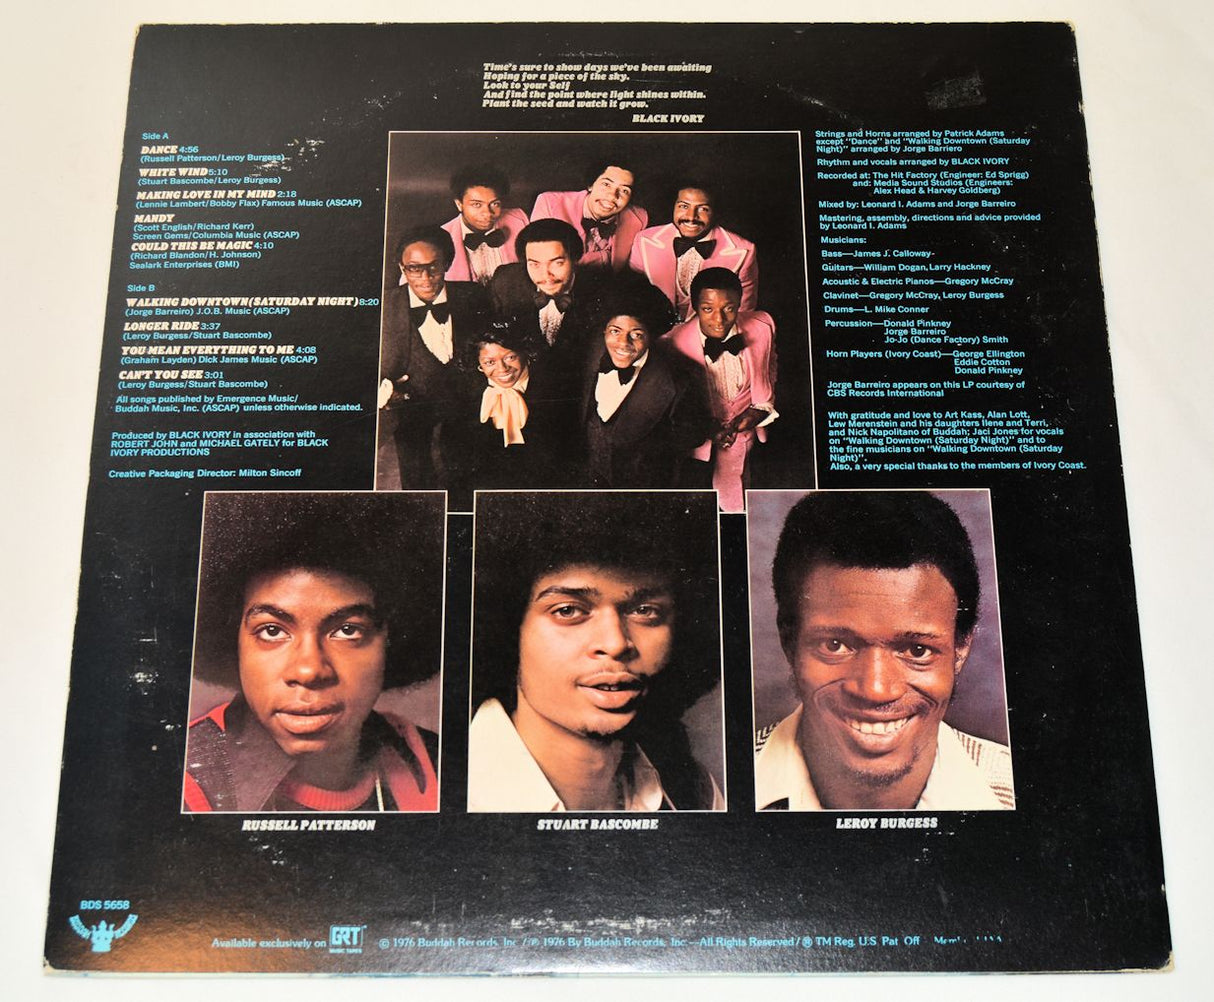 Time's sure to show days we've been awaiting
Hoping for a piece of the sky.
Look to your Self
And find the point where light shines within.
Plant the seed and watch it grow.
BLACK IVORY
Side A
DANCE 4:56
(Russell Patterson/Leroy Burgess)
WHITE WIND 5:10
(Stuart Bascombe/Leroy Burgess)
MAKING LOVE IN MY MIND 2:18
(Lennie Lambert/Bobby Flax) Famous Music (ASCAP)
MANDY
(Scott English/Richard Kerr)
Screen Gems/Columbia Music (ASCAP)
COULD THIS BE MAGIC 4:10
(Richard Blandon/H. Johnson)
Sealark Enterprises (BMI)
Side B
WALKING DOWNTOWN (SATURDAY NIGHT) 8:20
(Jorge Barreiro) J.O.B. Music (ASCAP)
LONGER RIDE 3:37
(Leroy Burgess/Stuart Bascombe)
YOU MEAN EVERYTHING TO ME 4:08
(Graham Layden) Dick James Music (ASCAP)
CAN'T YOU SEE 3:01
(Leroy Burgess/Stuart Bascombe)
All songs published by Emergence Music/
Buddah Music, Inc. (ASCAP) unless otherwise indicated.
Produced by BLACK IVORY in association with
ROBERT JOHN and MICHAEL GATELY for BLACK
IVORY PRODUCTIONS
Creative Packaging Director: Milton Sincoff
Strings and Horns arranged by Patrick Adams
except "Dance" and "Walking Downtown (Saturday
Night)" arranged by Jorge Barriero
Rhythm and vocals arranged by BLACK IVORY
Recorded at: The Hit Factory (Engineer: Ed Sprigg)
and: Media Sound Studios (Engineers:
Alex Head & Harvey Goldberg)
Mixed by: Leonard I. Adams and Jorge Barreiro
Mastering, assembly, directions and advice provided
by Leonard I. Adams
Musicians:
Bass—James J. Calloway
Guitars—William Dogan, Larry Hackney
Acoustic & Electric Pianos—Gregory McCray
Clavinet—Gregory McCray, Leroy Burgess
Drums—L. Mike Conner
Percussion—Donald Pinkney
Jorge Barreiro
Jo-Jo (Dance Factory) Smith
Horn Players (Ivory Coast)—George Ellington
Eddie Cotton
Donald Pinkney
Jorge Barreiro appears on this LP courtesy of
CBS Records International
With gratitude and love to Art Kass, Alan Lott,
Lew Merenstein and his daughters Ilene and Terri,
and Nick Napolitano of Buddah; Jaci Jones for vocals
on "Walking Downtown (Saturday Night)" and to
the fine musicians on "Walking Downtown (Saturday
Night)".
Also, a very special thanks to the members of Ivory Coast.
RUSSELL PATTERSON
STUART BASCOMBE
LEROY BURGESS
BDS 5658
Available exclusively on GRT
MUSIC TAPES
© 1976 Buddah Records, Inc. / ℗ 1976 By Buddah Records, Inc.—All Rights Reserved / ® TM Reg. U.S. Pat. Off.